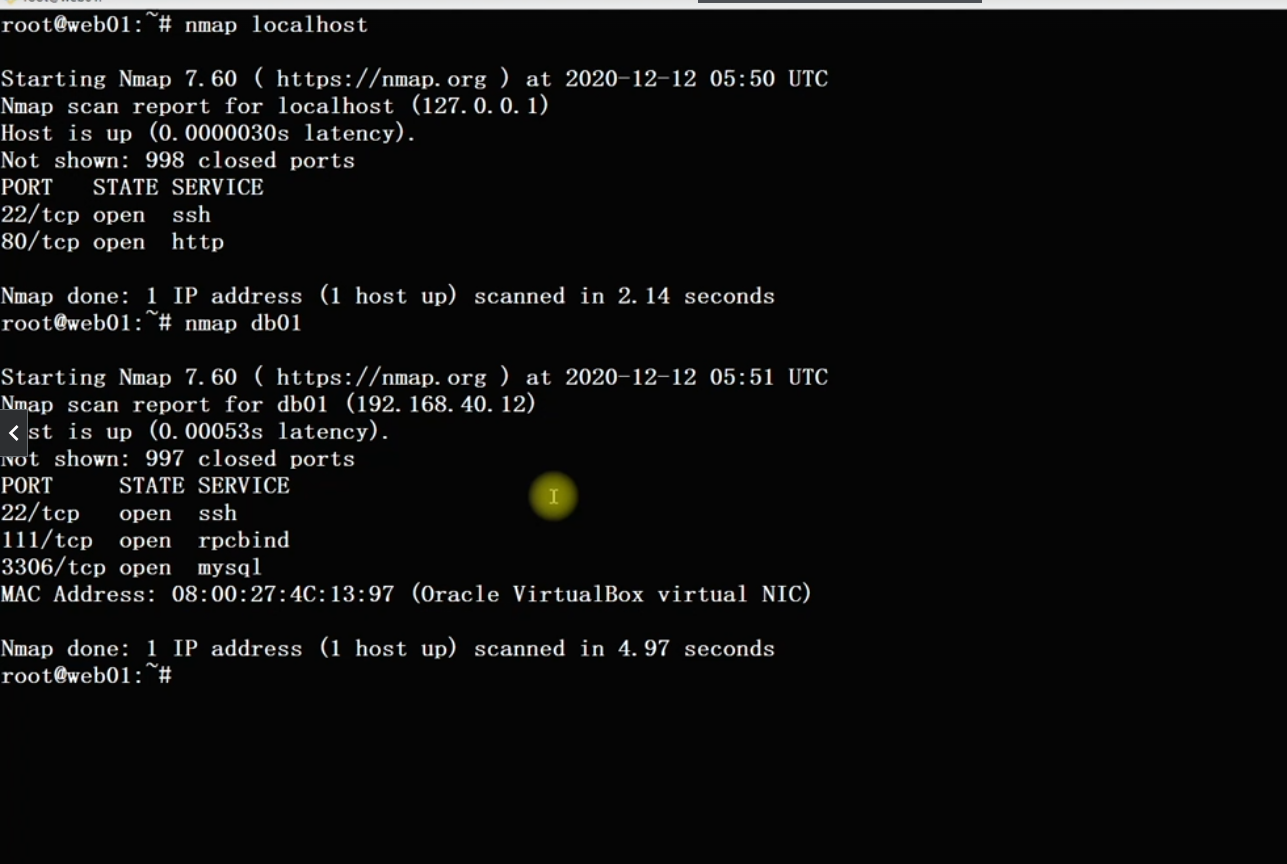 root@web01:~# nmap localhost
Starting Nmap 7.60 ( https://nmap.org ) at 2020-12-12 05:50 UTC
Nmap scan report for localhost (127.0.0.1)
Host is up (0.0000030s latency).
Not shown: 998 closed ports
PORT   STATE SERVICE
22/tcp open  ssh
80/tcp open  http
Nmap done: 1 IP address (1 host up) scanned in 2.14 seconds
root@web01:~# nmap db01
Starting Nmap 7.60 ( https://nmap.org ) at 2020-12-12 05:51 UTC
Nmap scan report for db01 (192.168.40.12)
st is up (0.00053s latency).
Not shown: 997 closed ports
PORT     STATE SERVICE
22/tcp   open  ssh
111/tcp  open  rpcbind
3306/tcp open  mysql
MAC Address: 08:00:27:4C:13:97 (Oracle VirtualBox virtual NIC)
Nmap done: 1 IP address (1 host up) scanned in 4.97 seconds
root@web01:~#